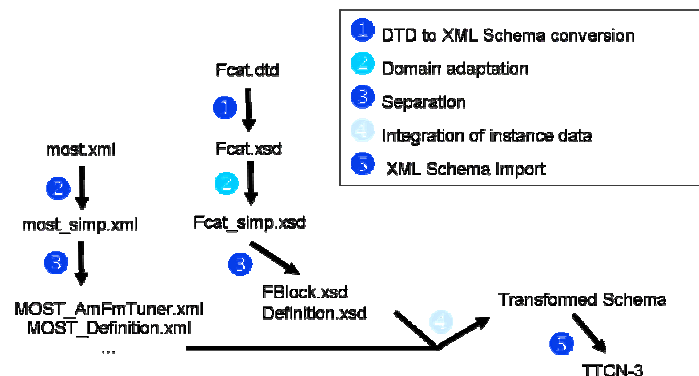 1 DTD to XML Schema conversion
2 Domain adaptation
3 Separation
4 Integration of instance data
5 XML Schema Import
Fcat.dtd
1
most.xml
Fcat.xsd
2
2
most_simp.xml
Fcat_simp.xsd
3
3
MOST_AmFmTuner.xml
MOST_Definition.xml
...
FBlock.xsd
Definition.xsd
4
Transformed Schema
5
TTCN-3